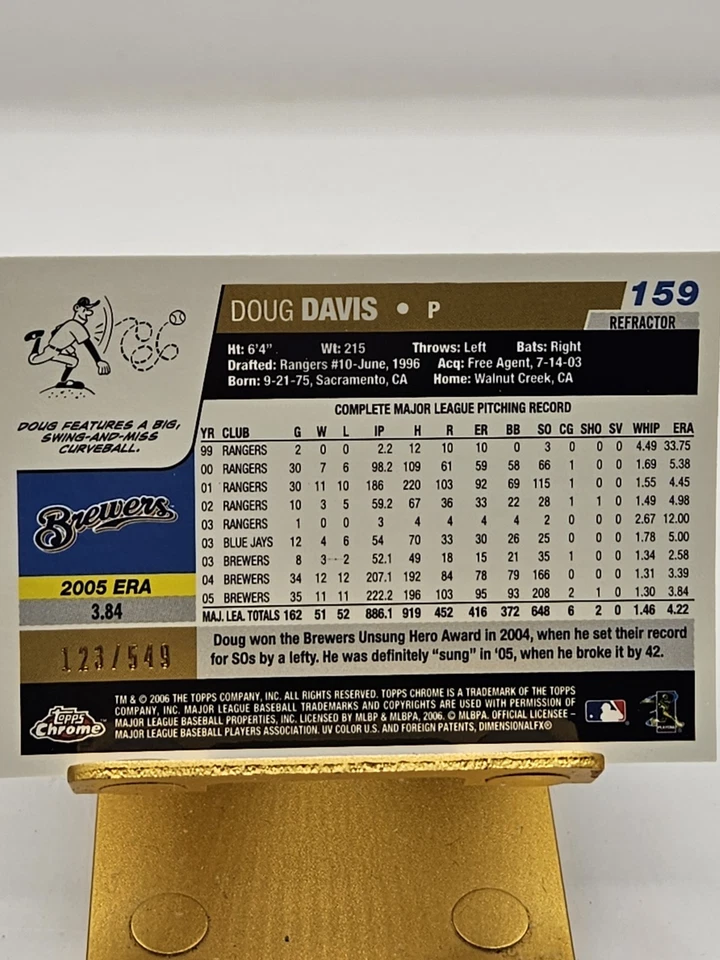 DOUG DAVIS • P
159
REFRACTOR
Ht: 6'4" Wt: 215 Throws: Left Bats: Right
Drafted: Rangers #10-June, 1996 Acq: Free Agent, 7-14-03
Born: 9-21-75, Sacramento, CA Home: Walnut Creek, CA
DOUG FEATURES A BIG,
SWING-AND-MISS
CURVEBALL.
Brewers
2005 ERA
3.84
123/549
COMPLETE MAJOR LEAGUE PITCHING RECORD
YR CLUB G W L IP H R ER BB SO CG SHO SV WHIP ERA
99 RANGERS 2 0 0 2.2 12 10 10 0 3 0 0 0 4.49 33.75
00 RANGERS 30 7 6 98.2 109 61 59 58 66 1 0 0 1.69 5.38
01 RANGERS 30 11 10 186 220 103 92 69 115 1 0 0 1.55 4.45
02 RANGERS 10 3 5 59.2 67 36 33 22 28 1 1 0 1.49 4.98
03 RANGERS 1 0 0 3 4 4 4 4 2 0 0 0 2.67 12.00
03 BLUE JAYS 12 4 6 54 70 33 30 26 25 0 0 0 1.78 5.00
03 BREWERS 8 3 2 52.1 49 18 15 21 35 1 0 0 1.34 2.58
04 BREWERS 34 12 12 207.1 192 84 78 79 166 0 0 0 1.31 3.39
05 BREWERS 35 11 11 222.2 196 103 95 93 208 2 1 0 1.30 3.84
MAJ. LEA. TOTALS 162 51 52 886.1 919 452 416 372 648 6 2 0 1.46 4.22
Doug won the Brewers Unsung Hero Award in 2004, when he set their record
for SOs by a lefty. He was definitely "sung" in '05, when he broke it by 42.
Topps
Chrome
TM & © 2006 THE TOPPS COMPANY, INC. ALL RIGHTS RESERVED. TOPPS CHROME IS A TRADEMARK OF THE TOPPS
COMPANY, INC. MAJOR LEAGUE BASEBALL TRADEMARKS AND COPYRIGHTS ARE USED WITH PERMISSION OF
MAJOR LEAGUE BASEBALL PROPERTIES, INC. LICENSED BY MLBP & MLBPA, 2006. © MLBPA. OFFICIAL LICENSEE –
MAJOR LEAGUE BASEBALL PLAYERS ASSOCIATION. UV COLOR U.S. AND FOREIGN PATENTS, DIMENSIONALFX®